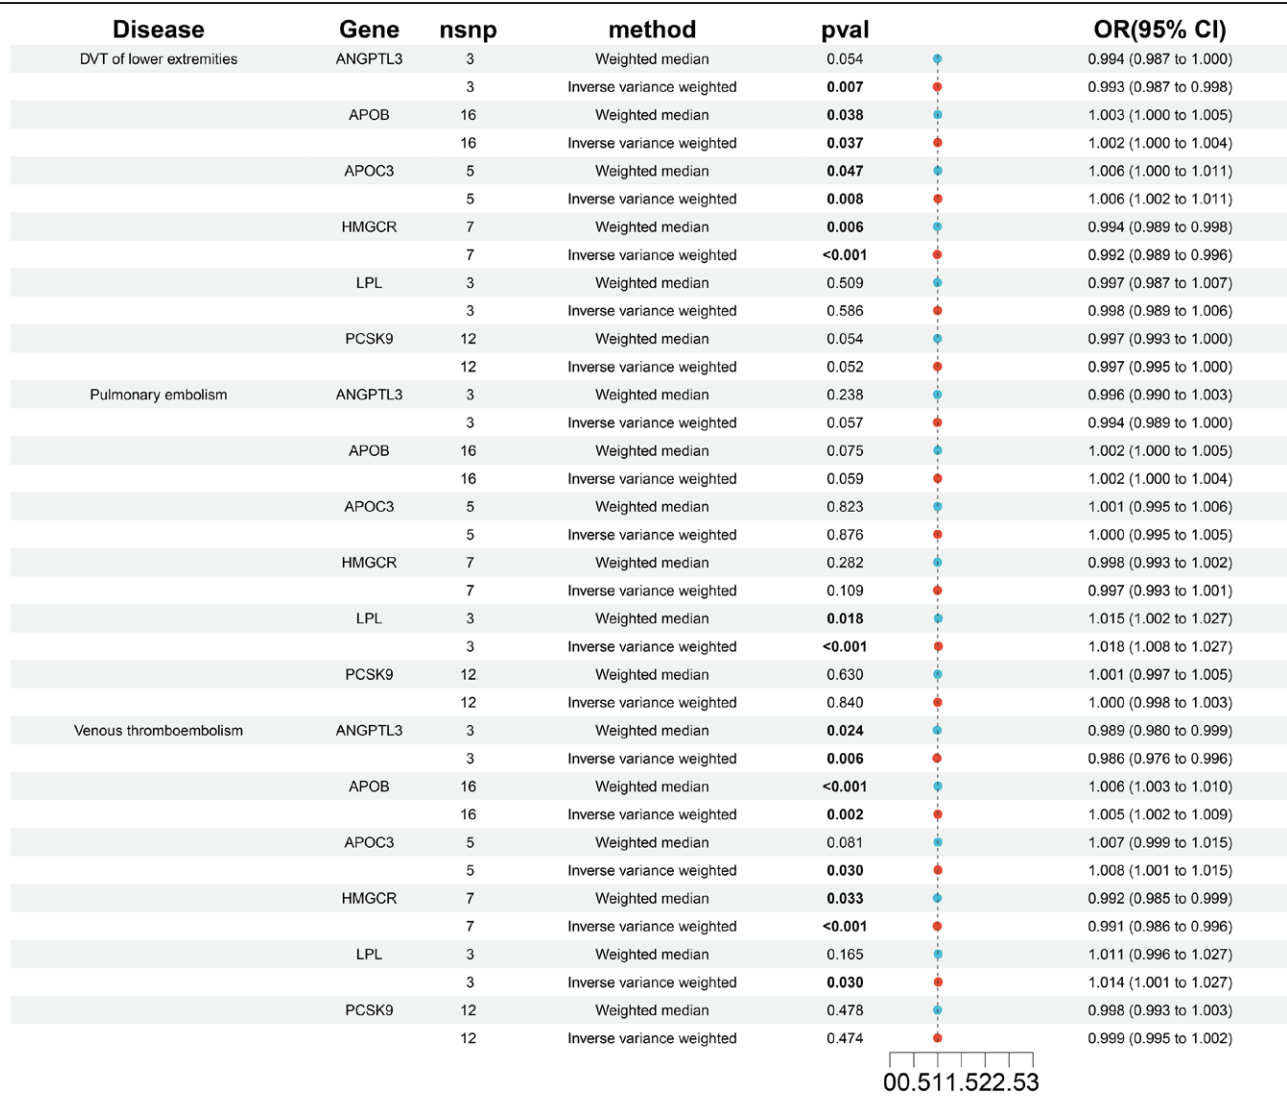 Disease Gene nsnp method pval OR(95% CI)
DVT of lower extremities ANGPTL3 3 Weighted median 0.054 0.994 (0.987 to 1.000)
3 Inverse variance weighted 0.007 0.993 (0.987 to 0.998)
APOB 16 Weighted median 0.038 1.003 (1.000 to 1.005)
16 Inverse variance weighted 0.037 1.002 (1.000 to 1.004)
APOC3 5 Weighted median 0.047 1.006 (1.000 to 1.011)
5 Inverse variance weighted 0.008 1.006 (1.002 to 1.011)
HMGCR 7 Weighted median 0.006 0.994 (0.989 to 0.998)
7 Inverse variance weighted <0.001 0.992 (0.989 to 0.996)
LPL 3 Weighted median 0.509 0.997 (0.987 to 1.007)
3 Inverse variance weighted 0.586 0.998 (0.989 to 1.006)
PCSK9 12 Weighted median 0.054 0.997 (0.993 to 1.000)
12 Inverse variance weighted 0.052 0.997 (0.995 to 1.000)
Pulmonary embolism ANGPTL3 3 Weighted median 0.238 0.996 (0.990 to 1.003)
3 Inverse variance weighted 0.057 0.994 (0.989 to 1.000)
APOB 16 Weighted median 0.075 1.002 (1.000 to 1.005)
16 Inverse variance weighted 0.059 1.002 (1.000 to 1.004)
APOC3 5 Weighted median 0.823 1.001 (0.995 to 1.006)
5 Inverse variance weighted 0.876 1.000 (0.995 to 1.005)
HMGCR 7 Weighted median 0.282 0.998 (0.993 to 1.002)
7 Inverse variance weighted 0.109 0.997 (0.993 to 1.001)
LPL 3 Weighted median 0.018 1.015 (1.002 to 1.027)
3 Inverse variance weighted <0.001 1.018 (1.008 to 1.027)
PCSK9 12 Weighted median 0.630 1.001 (0.997 to 1.005)
12 Inverse variance weighted 0.840 1.000 (0.998 to 1.003)
Venous thromboembolism ANGPTL3 3 Weighted median 0.024 0.989 (0.980 to 0.999)
3 Inverse variance weighted 0.006 0.986 (0.976 to 0.996)
APOB 16 Weighted median <0.001 1.006 (1.003 to 1.010)
16 Inverse variance weighted 0.002 1.005 (1.002 to 1.009)
APOC3 5 Weighted median 0.081 1.007 (0.999 to 1.015)
5 Inverse variance weighted 0.030 1.008 (1.001 to 1.015)
HMGCR 7 Weighted median 0.033 0.992 (0.985 to 0.999)
7 Inverse variance weighted <0.001 0.991 (0.986 to 0.996)
LPL 3 Weighted median 0.165 1.011 (0.996 to 1.027)
3 Inverse variance weighted 0.030 1.014 (1.001 to 1.027)
PCSK9 12 Weighted median 0.478 0.998 (0.993 to 1.003)
12 Inverse variance weighted 0.474 0.999 (0.995 to 1.002)
00.511.522.53